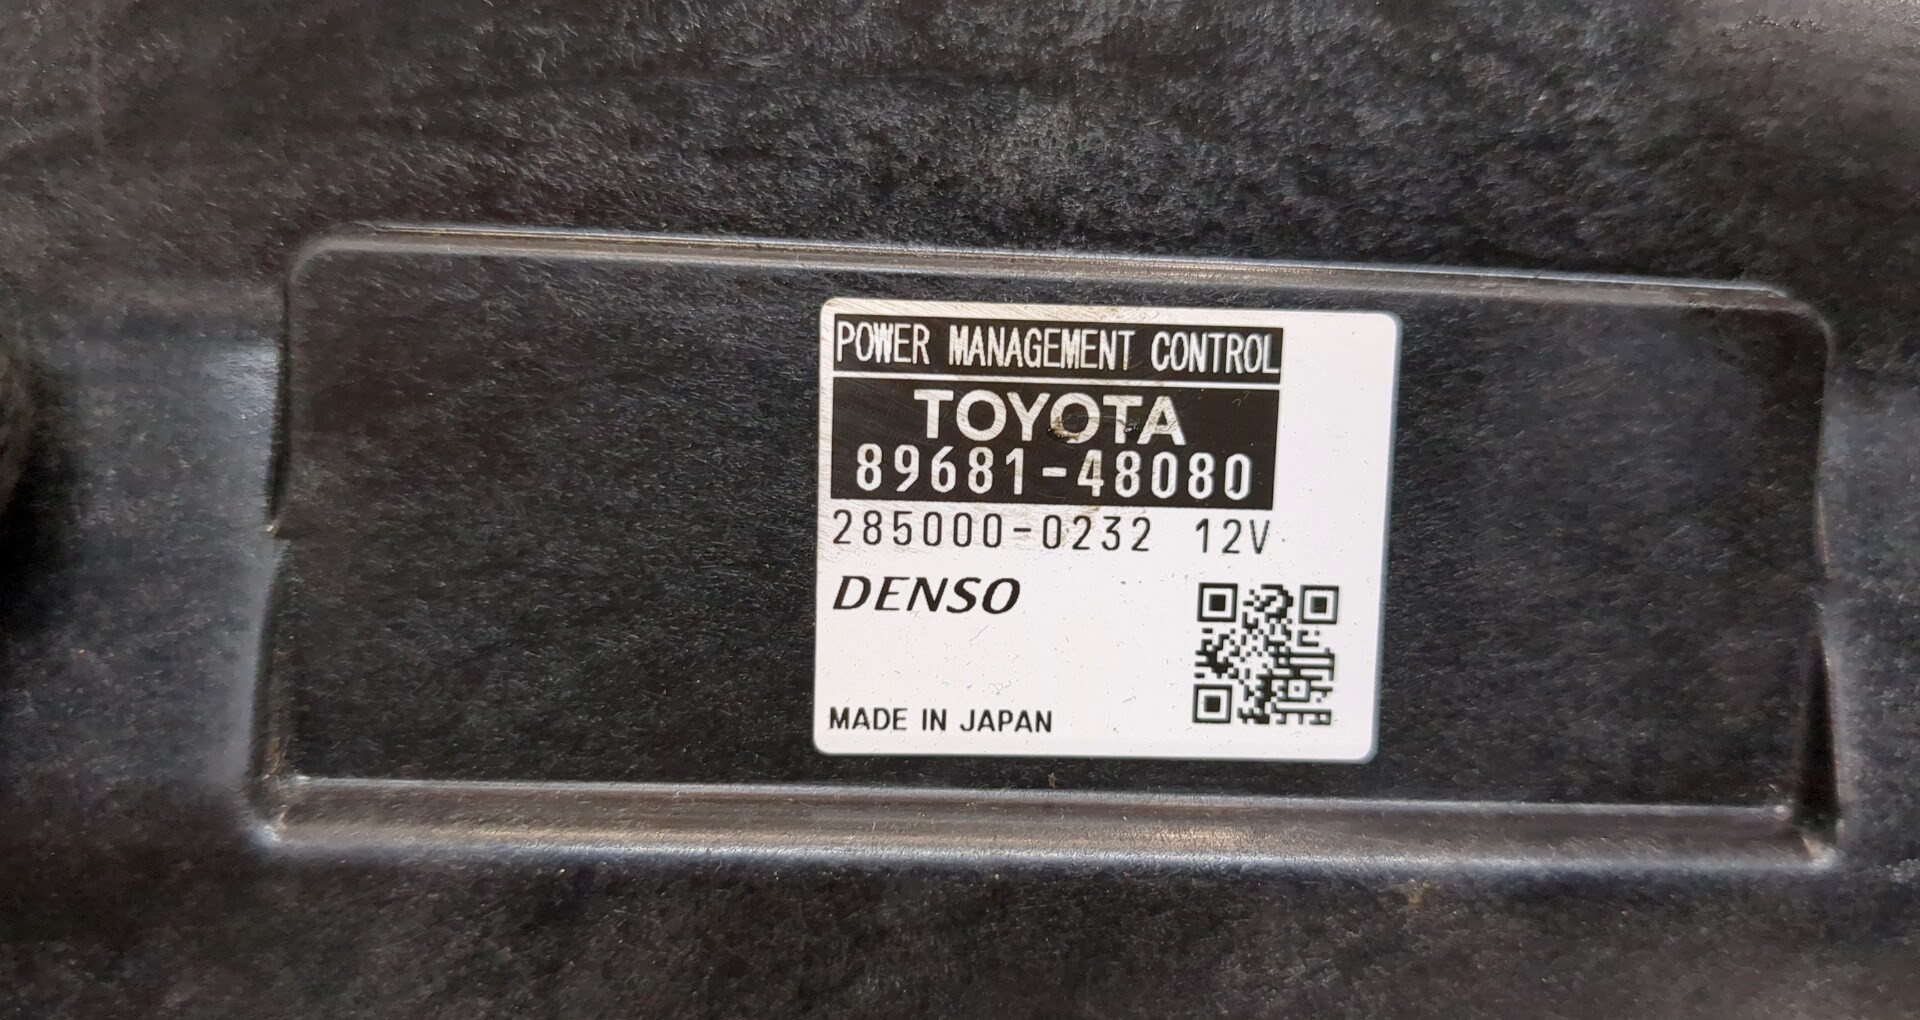 POWER MANAGEMENT CONTROL
TOYOTA
89681-48080
285000-0232 12V
DENSO
MADE IN JAPAN